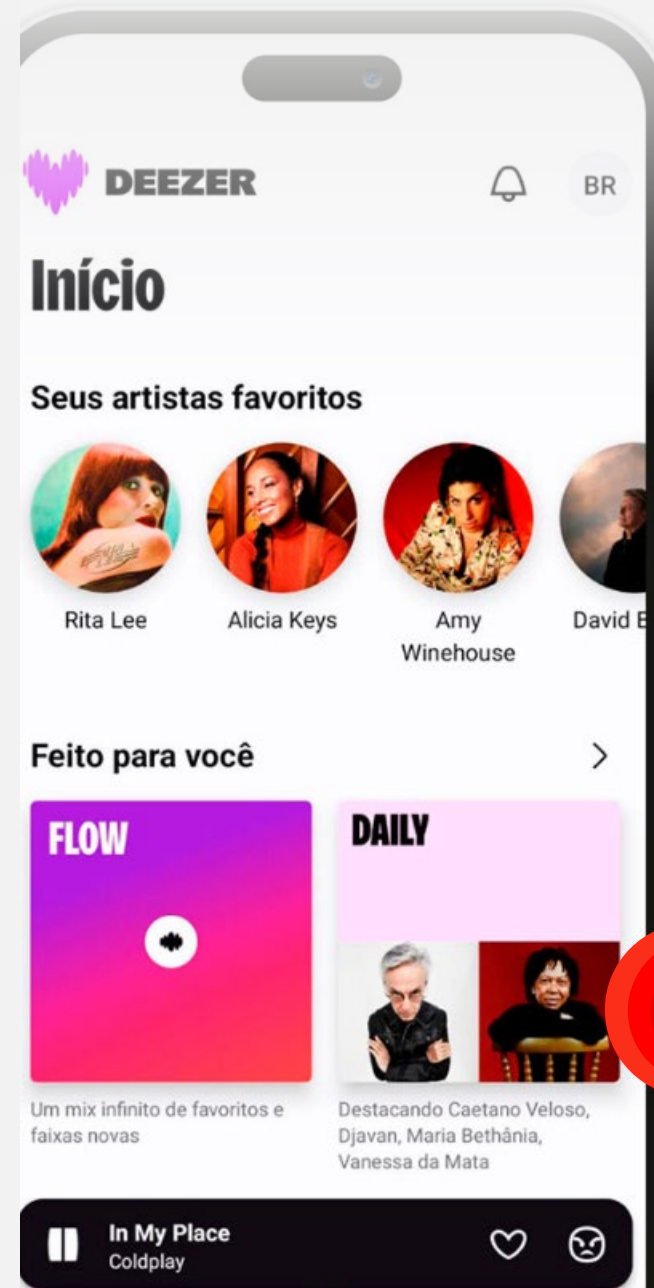 DEEZER
BR
Início
Seus artistas favoritos
Rita Lee
Alicia Keys
Amy
Winehouse
David
Feito para você
FLOW
DAILY
Um mix infinito de favoritos e
faixas novas
Destacando Caetano Veloso,
Djavan, Maria Bethânia,
Vanessa da Mata
In My Place
Coldplay